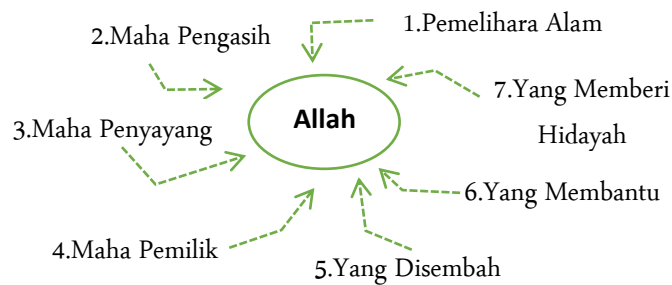 1.Pemelihara Alam
2.Maha Pengasih
3.Maha Penyayang
4.Maha Pemilik
5.Yang Disembah
6.Yang Membantu
7.Yang Memberi
Hidayah
Allah